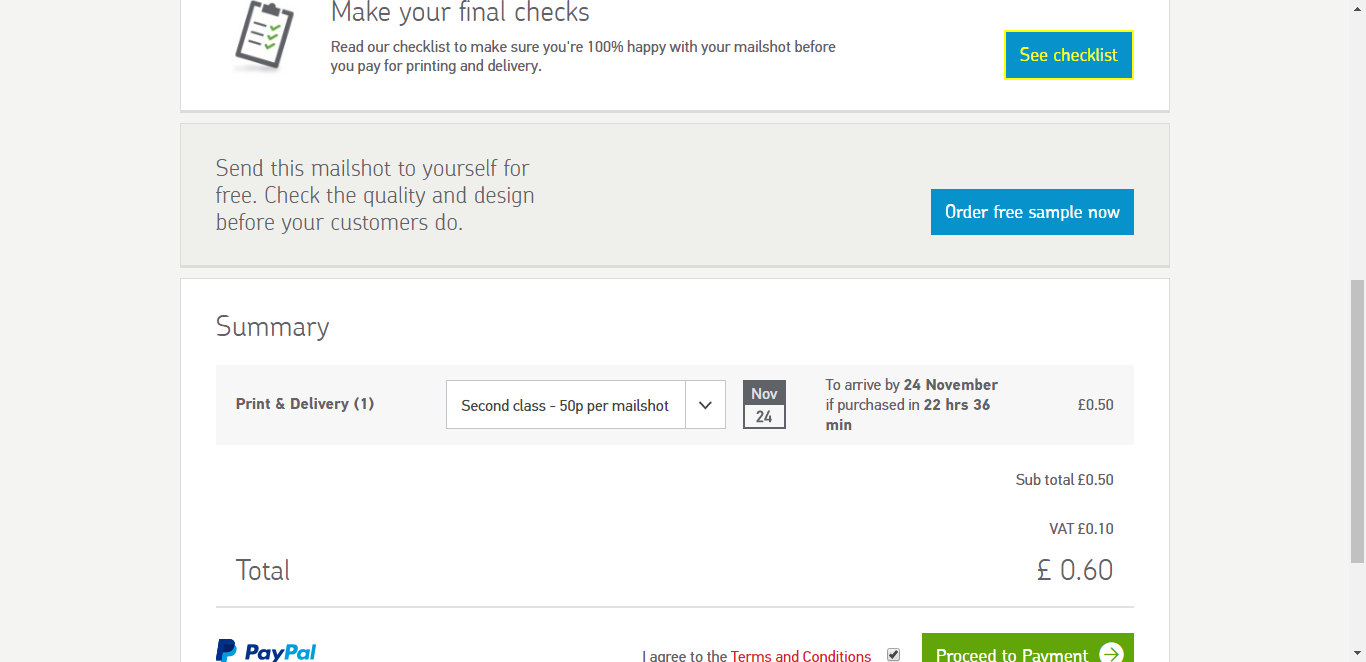 Make your final checks
Read our checklist to make sure you're 100% happy with your mailshot before
you pay for printing and delivery.
See checklist
Send this mailshot to yourself for
free. Check the quality and design
before your customers do.
Order free sample now
Summary
Print & Delivery (1)
Second class - 50p per mailshot
Nov
24
To arrive by 24 November
if purchased in 22 hrs 36
min
£0.50
Sub total £0.50
VAT £0.10
Total
£ 0.60
PayPal
I agree to the Terms and Conditions
Proceed to Payment